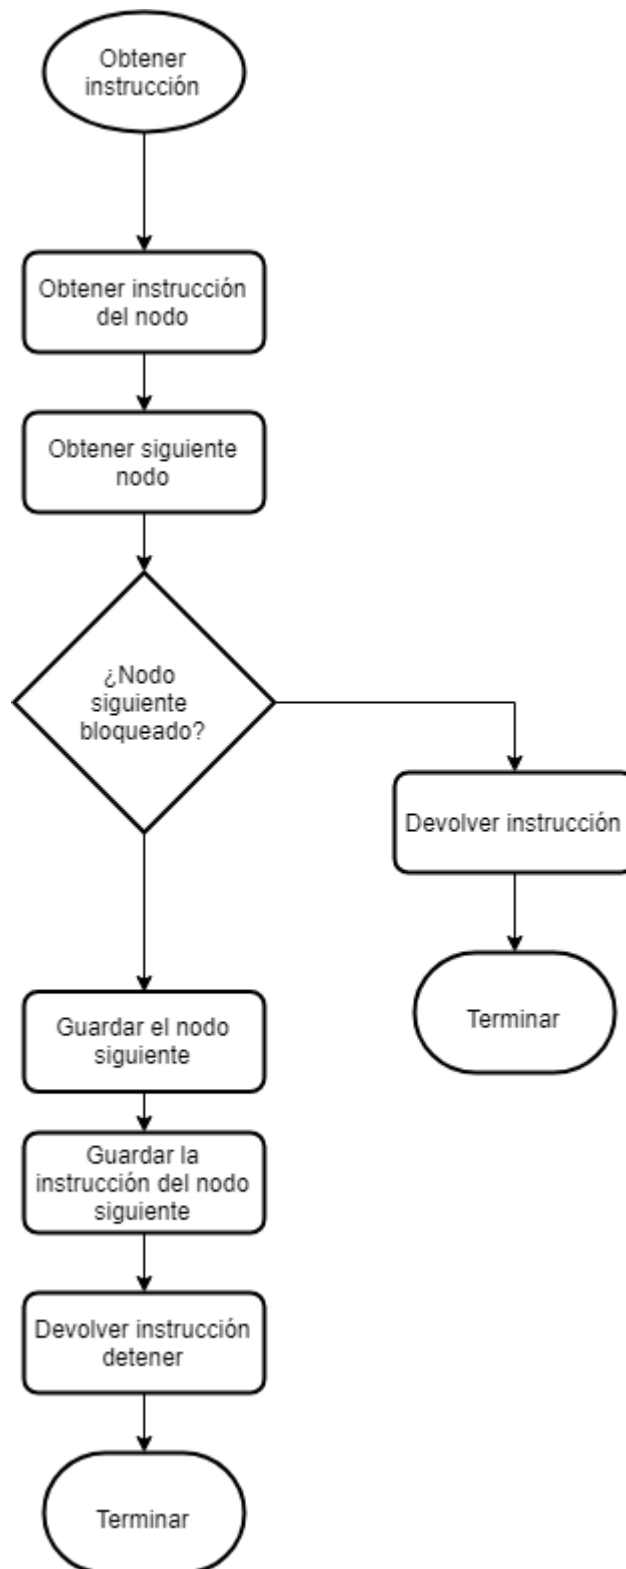 Obtener
instrucción
Obtener instrucción
del nodo
Obtener siguiente
nodo
¿Nodo
siguiente
bloqueado?
Devolver instrucción
Terminar
Guardar el nodo
siguiente
Guardar la
instrucción del nodo
siguiente
Devolver instrucción
detener
Terminar